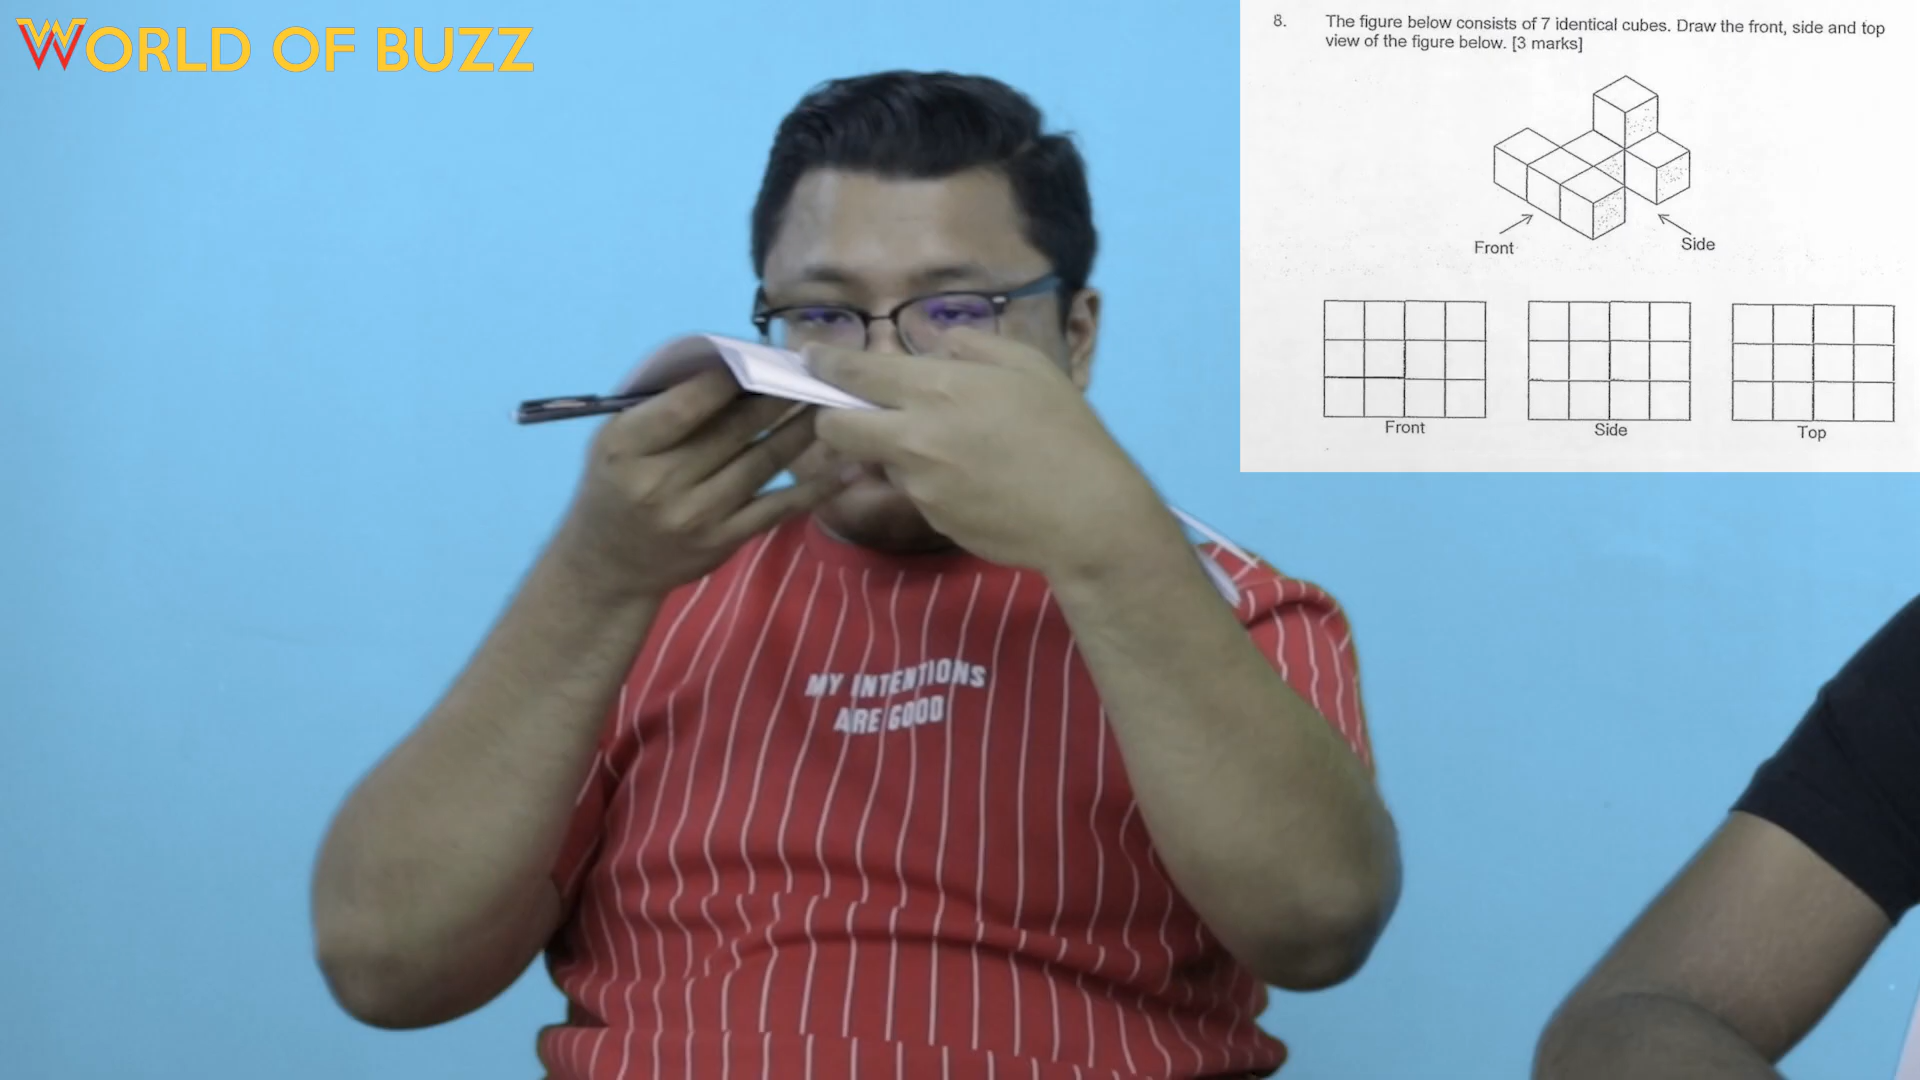 WORLD OF BUZZ
8. The figure below consists of 7 identical cubes. Draw the front, side and top
view of the figure below. [3 marks]
Front
Side
Front
Side
Top
MY INTENTIONS
ARE GOOD